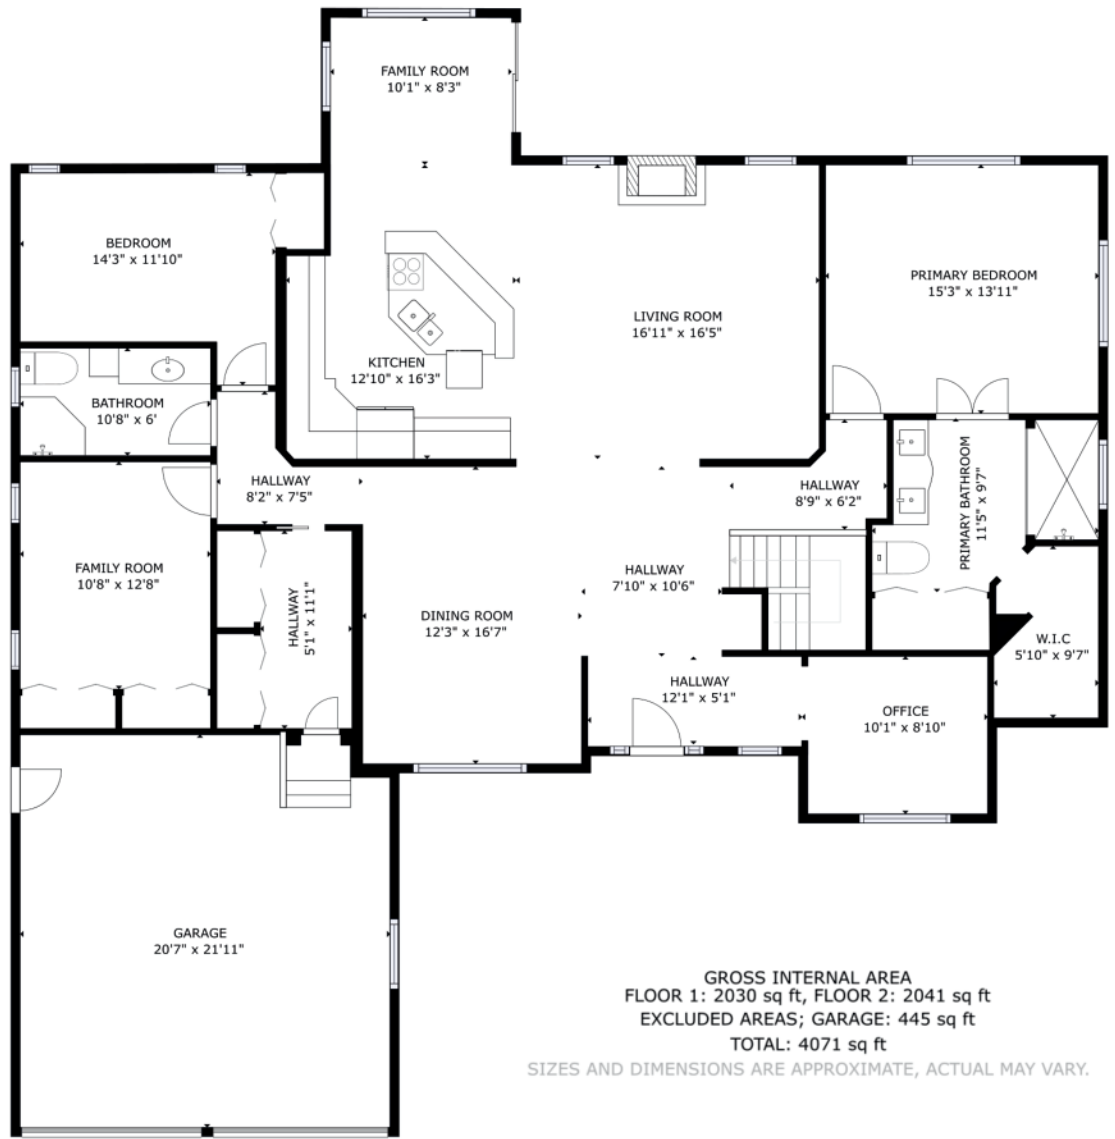 FAMILY ROOM
10'1" x 8'3"
BEDROOM
14'3" x 11'10"
PRIMARY BEDROOM
15'3" x 13'11"
LIVING ROOM
16'11" x 16'5"
KITCHEN
12'10" x 16'3"
BATHROOM
10'8" x 6'
HALLWAY
8'2" x 7'5"
HALLWAY
8'9" x 6'2"
PRIMARY BATHROOM
11'5" x 9'7"
FAMILY ROOM
10'8" x 12'8"
HALLWAY
5'1" x 11'1"
DINING ROOM
12'3" x 16'7"
HALLWAY
7'10" x 10'6"
W.I.C
5'10" x 9'7"
HALLWAY
12'1" x 5'1"
OFFICE
10'1" x 8'10"
GARAGE
20'7" x 21'11"
GROSS INTERNAL AREA
FLOOR 1: 2030 sq ft, FLOOR 2: 2041 sq ft
EXCLUDED AREAS; GARAGE: 445 sq ft
TOTAL: 4071 sq ft
SIZES AND DIMENSIONS ARE APPROXIMATE, ACTUAL MAY VARY.